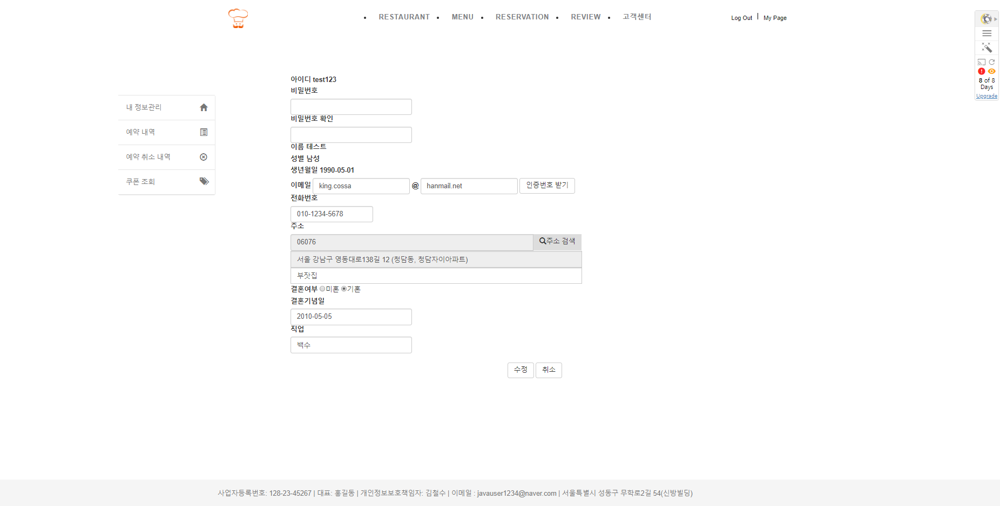 RESTAURANT MENU RESERVATION REVIEW 고객센터
Log Out | My Page
8 of 8
Days
Upgrade
내 정보관리
예약 내역
예약 취소 내역
쿠폰 조회
아이디 test123
비밀번호
비밀번호 확인
이름 테스트
성별 남성
생년월일 1990-05-01
이메일 king.cossa @ hanmail.net 인증번호 받기
전화번호
010-1234-5678
주소
06076 주소 검색
서울 강남구 영동대로138길 12 (청담동, 청담자이아파트)
부잣집
결혼여부 미혼 기혼
결혼기념일
2010-05-05
직업
백수
수정 취소
사업자등록번호: 128-23-45267 | 대표: 홍길동 | 개인정보보호책임자: 김철수 | 이메일 : javauser1234@naver.com | 서울특별시 성동구 무학로2길 54(신방빌딩)